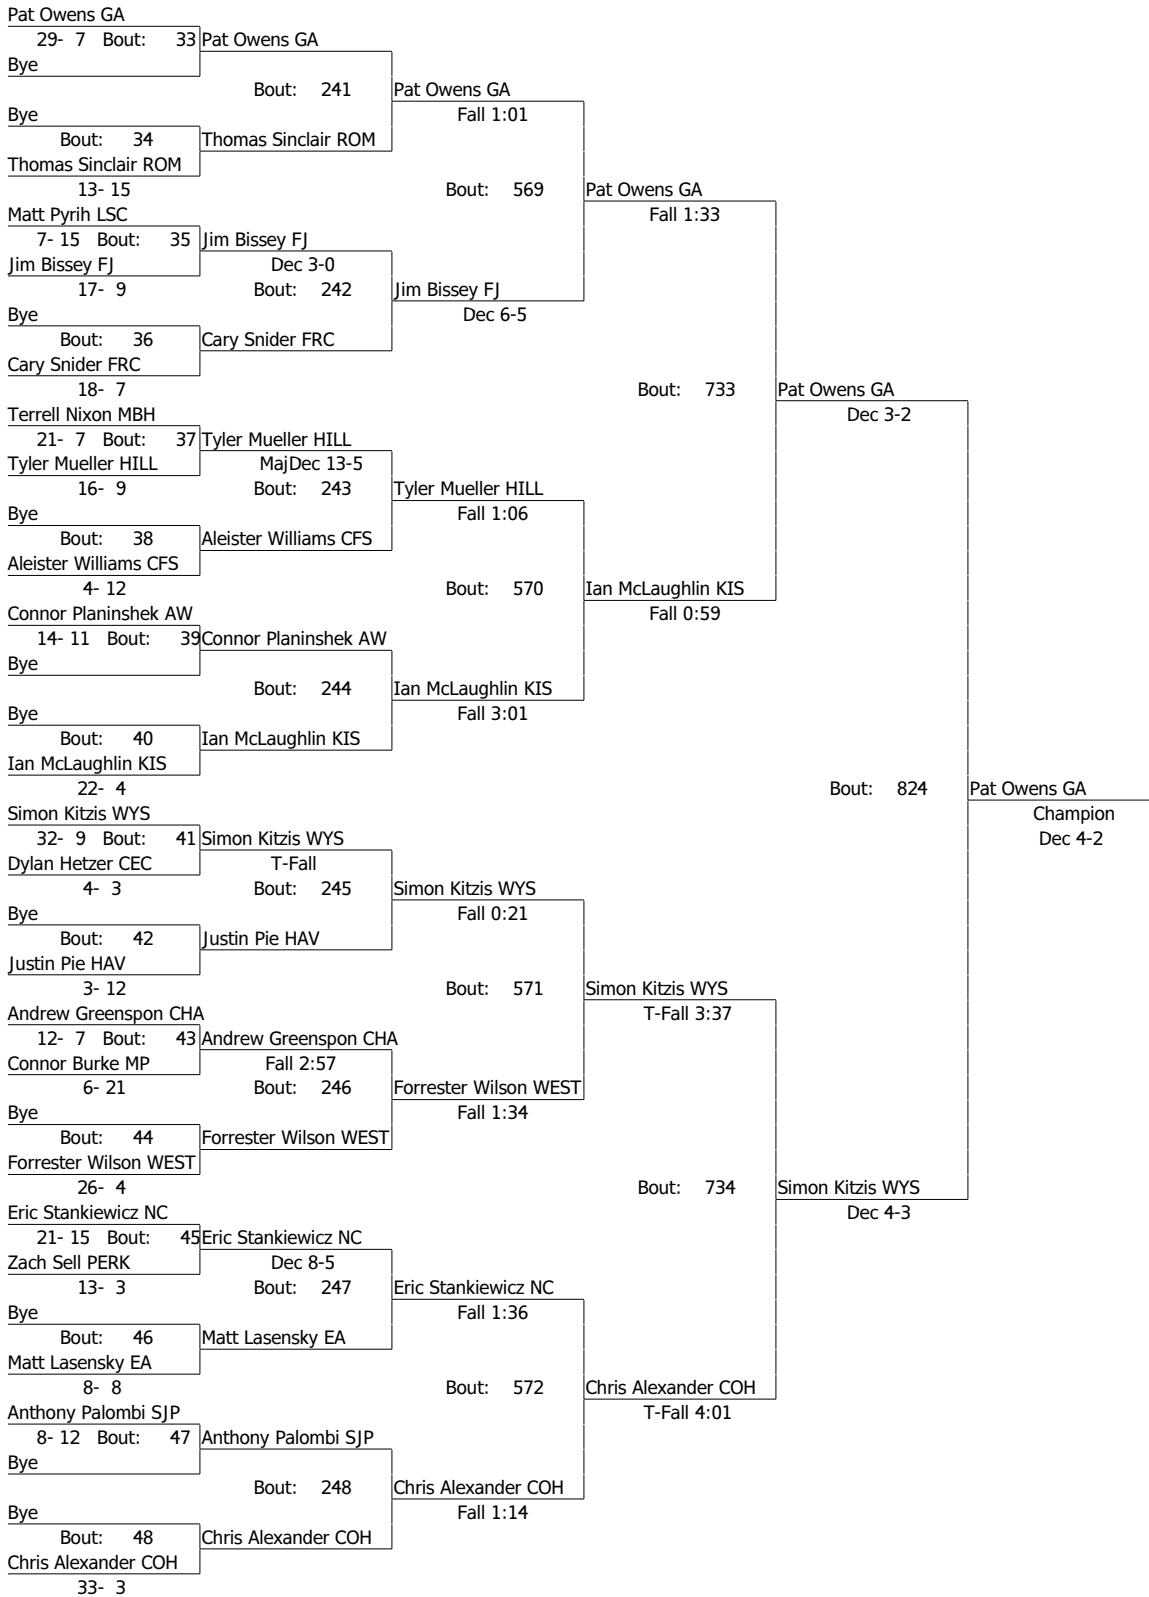 Pat Owens GA
29- 7 Bout: 33 Pat Owens GA
Bye
Bout: 241 Pat Owens GA
Bye Fall 1:01
Bout: 34 Thomas Sinclair ROM
Thomas Sinclair ROM
13- 15 Bout: 569 Pat Owens GA
Matt Pyrih LSC Fall 1:33
7- 15 Bout: 35 Jim Bissey FJ
Jim Bissey FJ Dec 3-0
17- 9 Bout: 242 Jim Bissey FJ
Bye Dec 6-5
Bout: 36 Cary Snider FRC
Cary Snider FRC
18- 7 Bout: 733 Pat Owens GA
Terrell Nixon MBH Dec 3-2
21- 7 Bout: 37 Tyler Mueller HILL
Tyler Mueller HILL MajDec 13-5
16- 9 Bout: 243 Tyler Mueller HILL
Bye Fall 1:06
Bout: 38 Aleister Williams CFS
Aleister Williams CFS
4- 12 Bout: 570 Ian McLaughlin KIS
Connor Planinshek AW Fall 0:59
14- 11 Bout: 39 Connor Planinshek AW
Bye
Bout: 244 Ian McLaughlin KIS
Bye Fall 3:01
Bout: 40 Ian McLaughlin KIS
Ian McLaughlin KIS
22- 4 Bout: 824 Pat Owens GA
Simon Kitzis WYS Champion
32- 9 Bout: 41 Simon Kitzis WYS Dec 4-2
Dylan Hetzer CEC T-Fall
4- 3 Bout: 245 Simon Kitzis WYS
Bye Fall 0:21
Bout: 42 Justin Pie HAV
Justin Pie HAV
3- 12 Bout: 571 Simon Kitzis WYS
Andrew Greenspon CHA T-Fall 3:37
12- 7 Bout: 43 Andrew Greenspon CHA
Connor Burke MP Fall 2:57
6- 21 Bout: 246 Forrester Wilson WEST
Bye Fall 1:34
Bout: 44 Forrester Wilson WEST
Forrester Wilson WEST
26- 4 Bout: 734 Simon Kitzis WYS
Eric Stankiewicz NC Dec 4-3
21- 15 Bout: 45 Eric Stankiewicz NC
Zach Sell PERK Dec 8-5
13- 3 Bout: 247 Eric Stankiewicz NC
Bye Fall 1:36
Bout: 46 Matt Lasensky EA
Matt Lasensky EA
8- 8 Bout: 572 Chris Alexander COH
Anthony Palombi SJP T-Fall 4:01
8- 12 Bout: 47 Anthony Palombi SJP
Bye
Bout: 248 Chris Alexander COH
Bye Fall 1:14
Bout: 48 Chris Alexander COH
Chris Alexander COH
33- 3